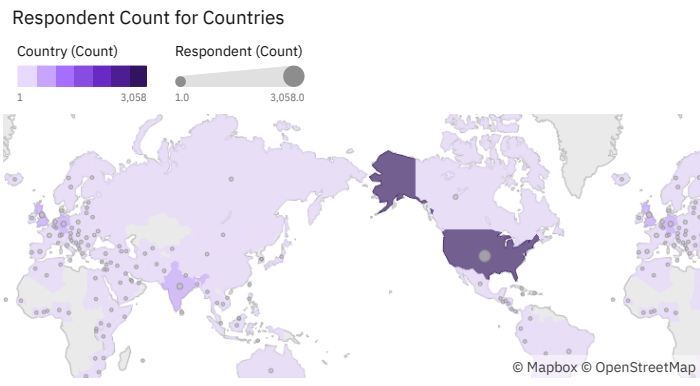 Respondent Count for Countries
Country (Count)
Respondent (Count)
1
3,058
1.0
3,058.0
© Mapbox © OpenStreetMap